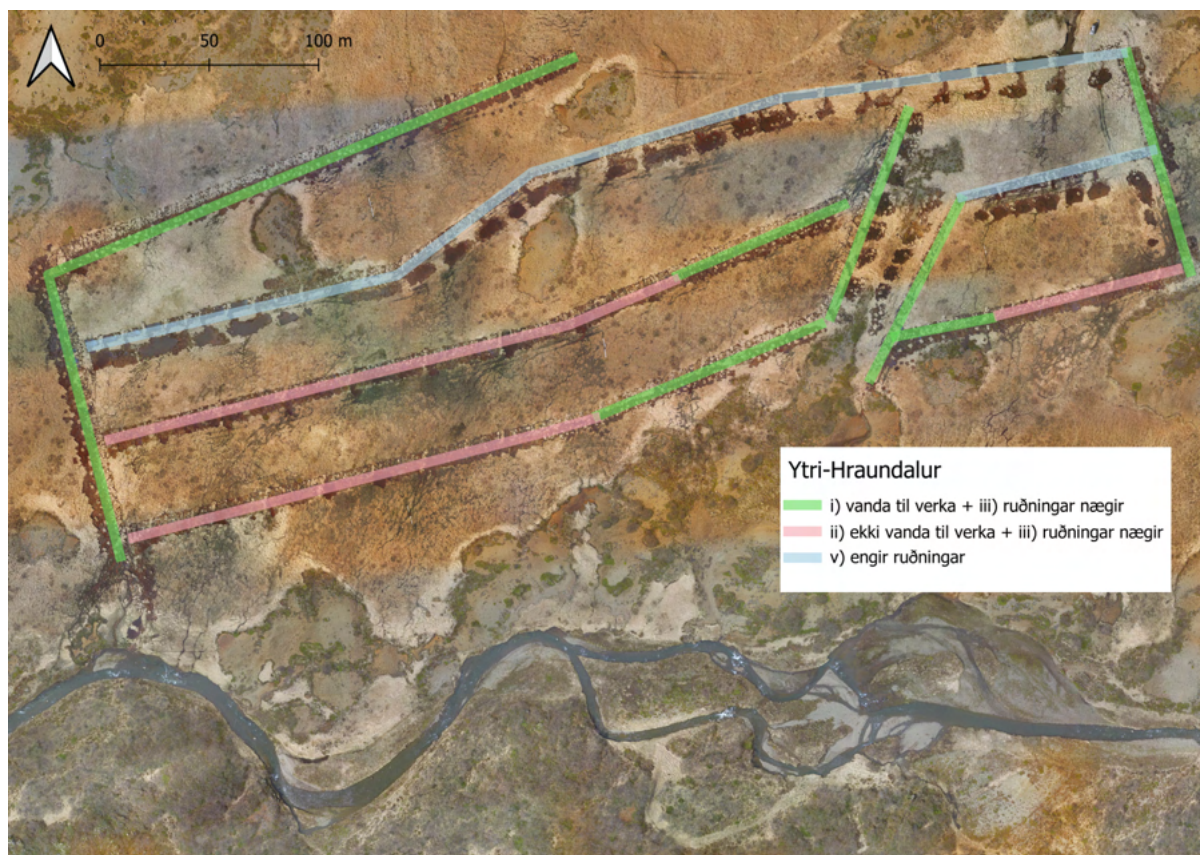 0 50 100 m
Ytri-Hraundalur
i) vanda til verka + iii) ruðningar nægir
ii) ekki vanda til verka + iii) ruðningar nægir
v) engir ruðningar